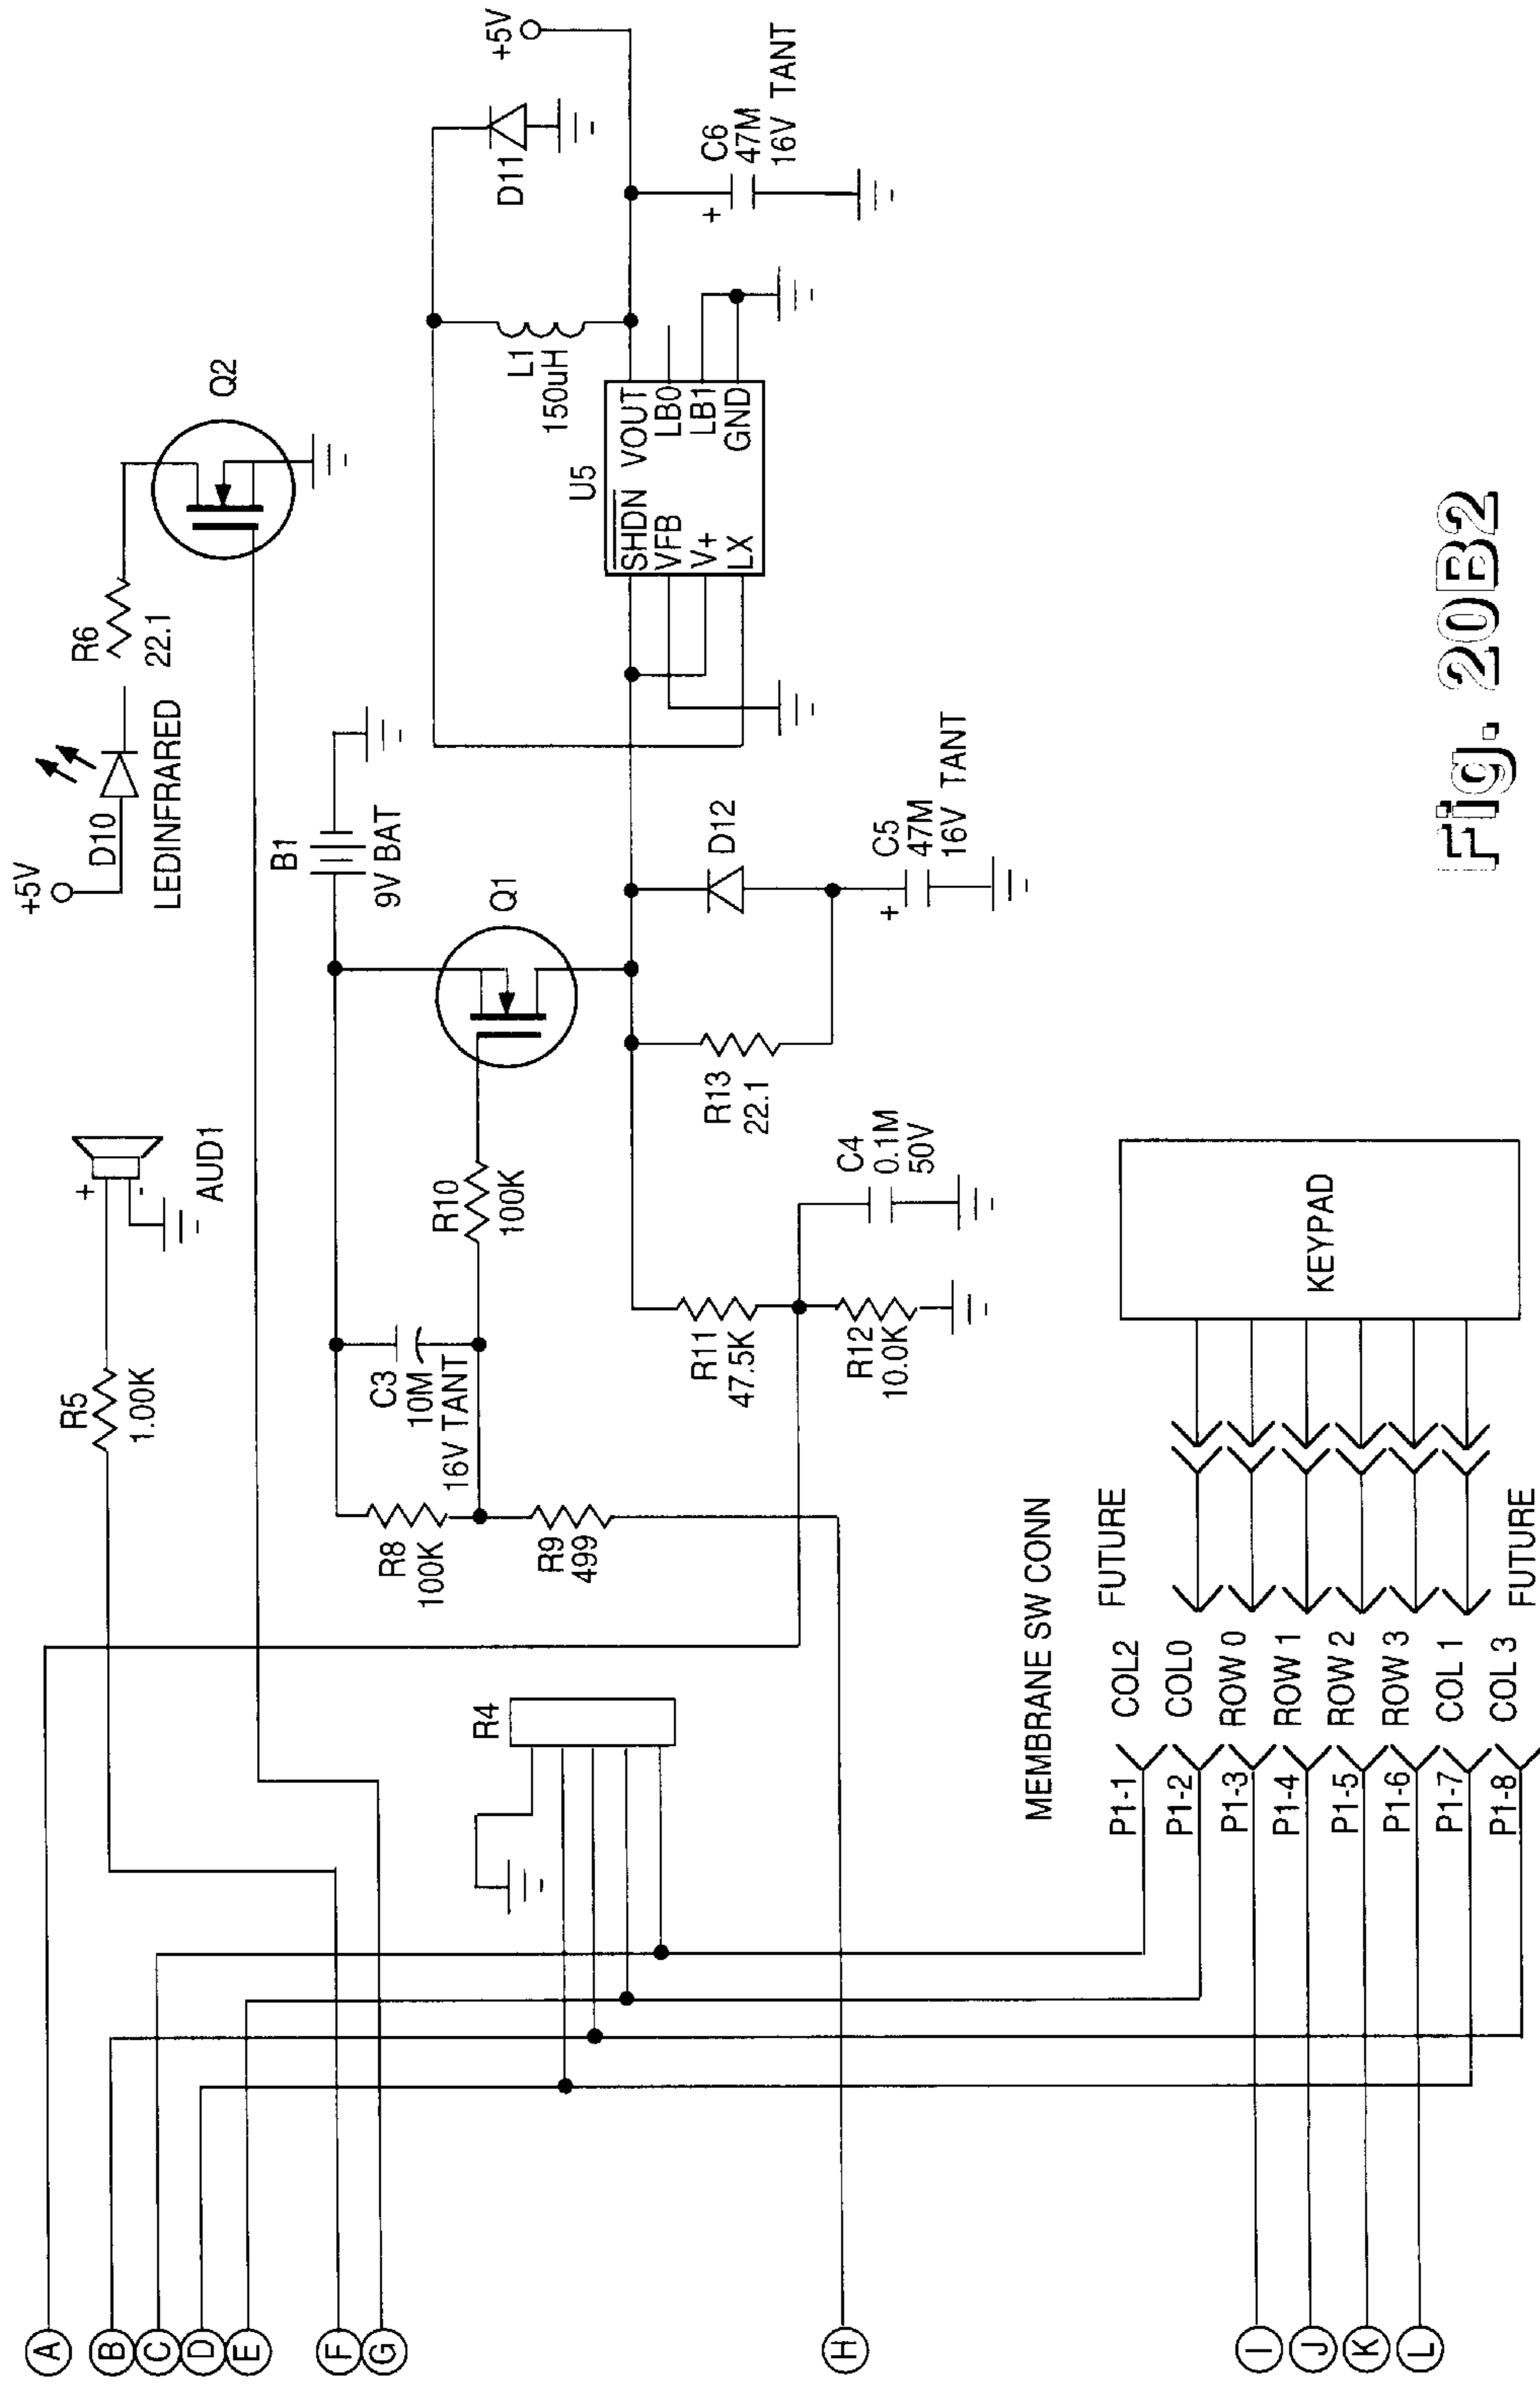 +5V
D10
LEDINFRARED
R6
22.1
Q2
R5
1.00K
+
-
AUD1
B1
9V BAT
Q1
C3
10M
16V TANT
R8
100K
R9
499
R10
100K
R4
R11
47.5K
R12
10.0K
C4
0.1M
50V
R13
22.1
D12
+
C5
47M
16V TANT
U5
SHDN VOUT
VFB LB0
V+ LB1
LX GND
L1
150uH
D11
+5V
+
C6
47M
16V TANT
MEMBRANE SW CONN
P1-1 COL2 FUTURE
P1-2 COL0
P1-3 ROW 0
P1-4 ROW 1
P1-5 ROW 2
P1-6 ROW 3
P1-7 COL 1
P1-8 COL 3 FUTURE
KEYPAD
A
B
C
D
E
F
G
H
I
J
K
L
Fig. 20B2